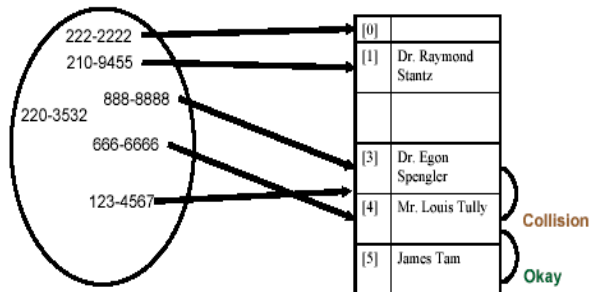 222-2222
210-9455
888-8888
220-3532
666-6666
123-4567
[0]
[1] Dr. Raymond
Stantz
[3] Dr. Egon
Spengler
[4] Mr. Louis Tully
[5] James Tam
Collision
Okay